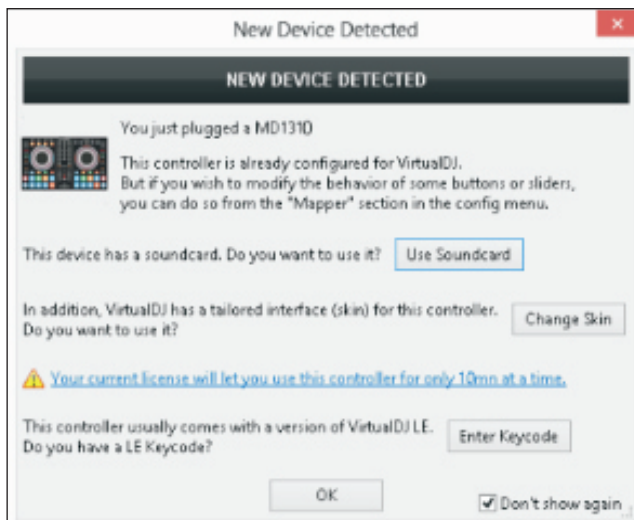 New Device Detected
NEW DEVICE DETECTED
You just plugged a MD1310
This controller is already configured for VirtualDJ.
But if you wish to modify the behavior of some buttons or sliders,
you can do so from the "Mapper" section in the config menu.
This device has a soundcard. Do you want to use it? Use Soundcard
In addition, VirtualDJ has a tailored interface (skin) for this controller.
Do you want to use it?
Change Skin
Your current license will let you use this controller for only 10mn at a time.
This controller usually comes with a version of VirtualDJ LE.
Do you have a LE Keycode?
Enter Keycode
OK
Don't show again